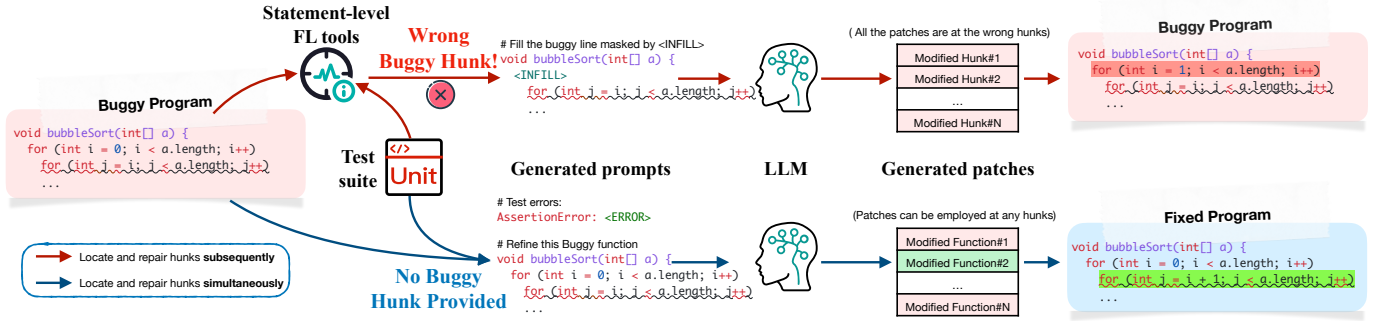 Buggy Program
void bubbleSort(int[] a) {
for (int i = 0; i < a.length; i++)
for (int j = i; j < a.length; j++)
...
Locate and repair hunks subsequently
Locate and repair hunks simultaneously
Statement-level
FL tools
Test
suite
</>
Unit
Wrong
Buggy Hunk!
# Fill the buggy line masked by <INFILL>
void bubbleSort(int[] a) {
<INFILL>
for (int j = i; j < a.length; j++)
...
Generated prompts
# Test errors:
AssertionError: <ERROR>
# Refine this Buggy function
void bubbleSort(int[] a) {
for (int i = 0; i < a.length; i++)
for (int j = i; j < a.length; j++)
...
No Buggy
Hunk Provided
LLM
( All the patches are at the wrong hunks)
Modified Hunk#1
Modified Hunk#2
...
Modified Hunk#N
Generated patches
(Patches can be employed at any hunks)
Modified Function#1
Modified Function#2
...
Modified Function#N
Buggy Program
void bubbleSort(int[] a) {
for (int i = 1; i < a.length; i++)
for (int j = i; j < a.length; j++)
...
Fixed Program
void bubbleSort(int[] a) {
for (int i = 0; i < a.length; i++)
for (int j = i + 1; j < a.length; j++)
...